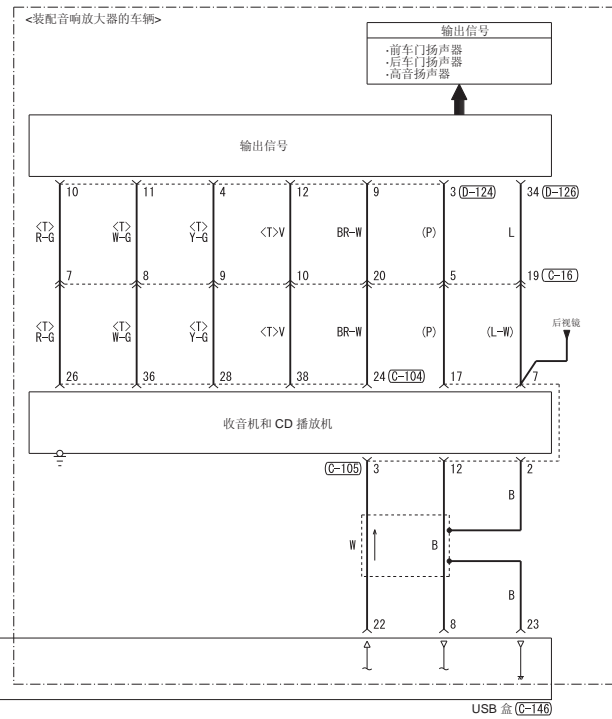 <装配音响放大器的车辆>
输出信号
·前车门扬声器
·后车门扬声器
·高音扬声器
输出信号
10 11 4 12 9 3 D-124 34 D-126
<T> R-G <T> W-G <T> Y-G <T>V BR-W (P) L
7 8 9 10 20 5 19 C-16
<T> R-G <T> W-G <T> Y-G <T>V BR-W (P) (L-W) 后视镜
26 36 28 38 24 C-104 17 7
收音机和 CD 播放机
C-105 3 12 2
B
W B
B
22 8 23
USB 盒 C-146